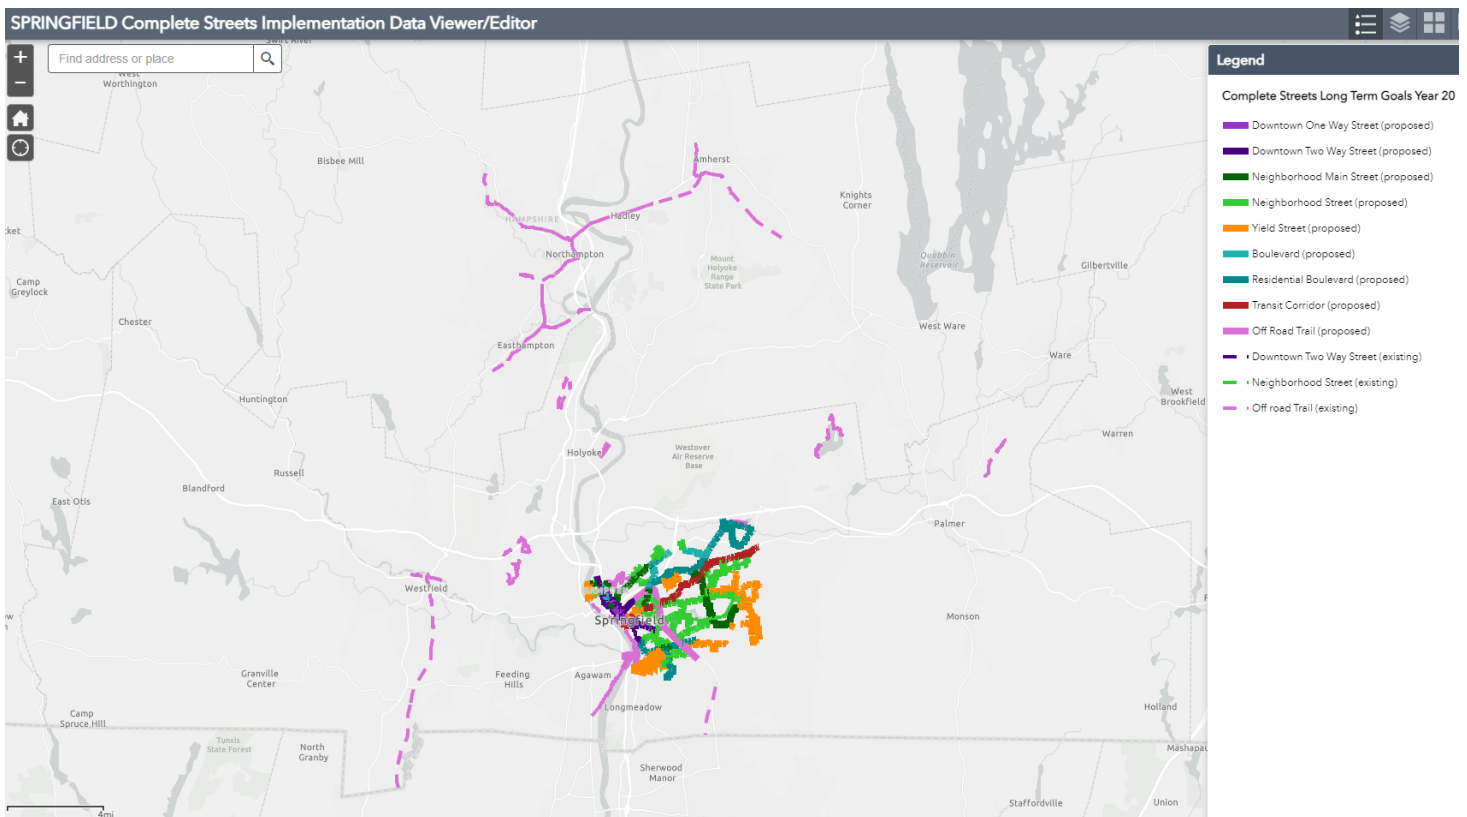 SPRINGFIELD Complete Streets Implementation Data Viewer/Editor
+
Find address or place
−
West
Worthington
Bisbee Mill
Amherst
Knights
Corner
HAMPSHIRE
Hadley
Northampton
Mount
Holyoke
Range
State Park
Quabbin
Reservoir
Gilbertville
Camp
Greylock
Chester
West Ware
Easthampton
Ware
Huntington
West
Brookfield
Warren
Holyoke
Westover
Air Reserve
Base
Russell
Blandford
East Otis
Palmer
Westfield
Springfield
Monson
Granville
Center
Feeding
Hills
Agawam
Longmeadow
Camp
Spruce Hill
Holland
Tunxis
State Forest
North
Granby
Mashapau
Sherwood
Manor
Staffordville
Union
4mi
Legend
Complete Streets Long Term Goals Year 20
Downtown One Way Street (proposed)
Downtown Two Way Street (proposed)
Neighborhood Main Street (proposed)
Neighborhood Street (proposed)
Yield Street (proposed)
Boulevard (proposed)
Residential Boulevard (proposed)
Transit Corridor (proposed)
Off Road Trail (proposed)
Downtown Two Way Street (existing)
Neighborhood Street (existing)
Off road Trail (existing)